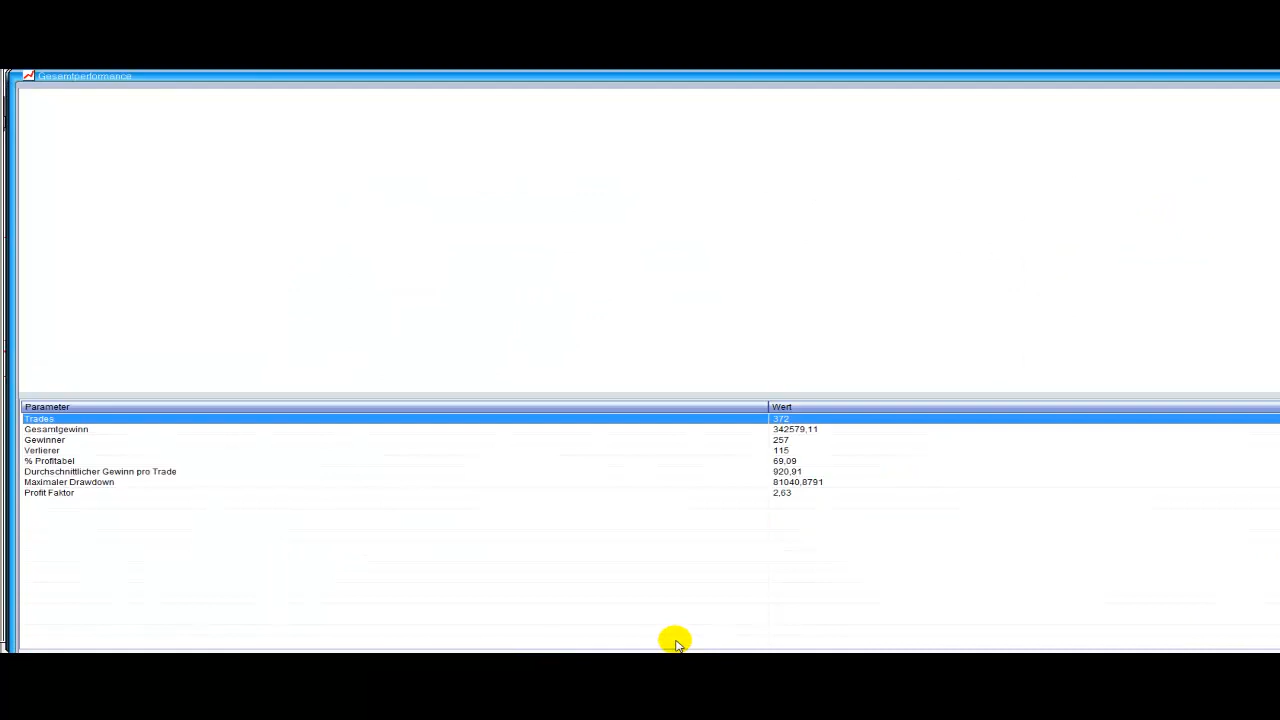 Gesamtperformance
Parameter Wert
Trades 372
Gesamtgewinn 342579,11
Gewinner 257
Verlierer 115
% Profitabel 69,09
Durchschnittlicher Gewinn pro Trade 920,91
Maximaler Drawdown 81040,8791
Profit Faktor 2,63